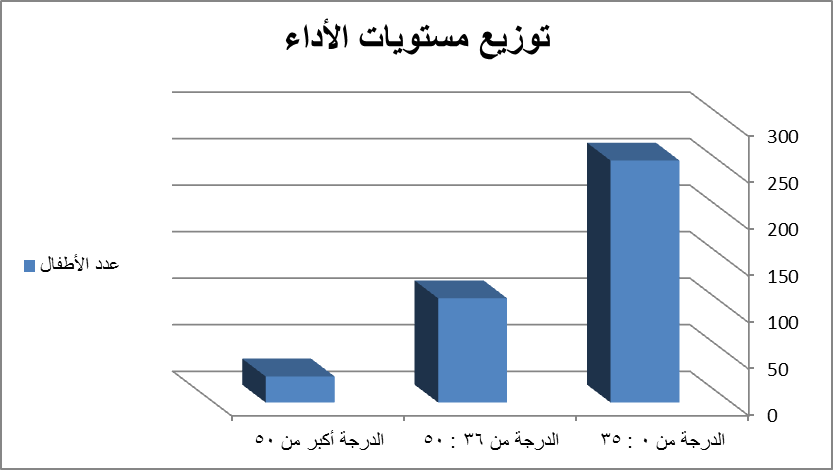 توزيع مستويات الأداء
300
250
200
150
100
50
0
عدد الأطفال
الدرجة من ٠ : ٣٥
الدرجة من ٣٦ : ٥٠
الدرجة أكبر من ٥٠